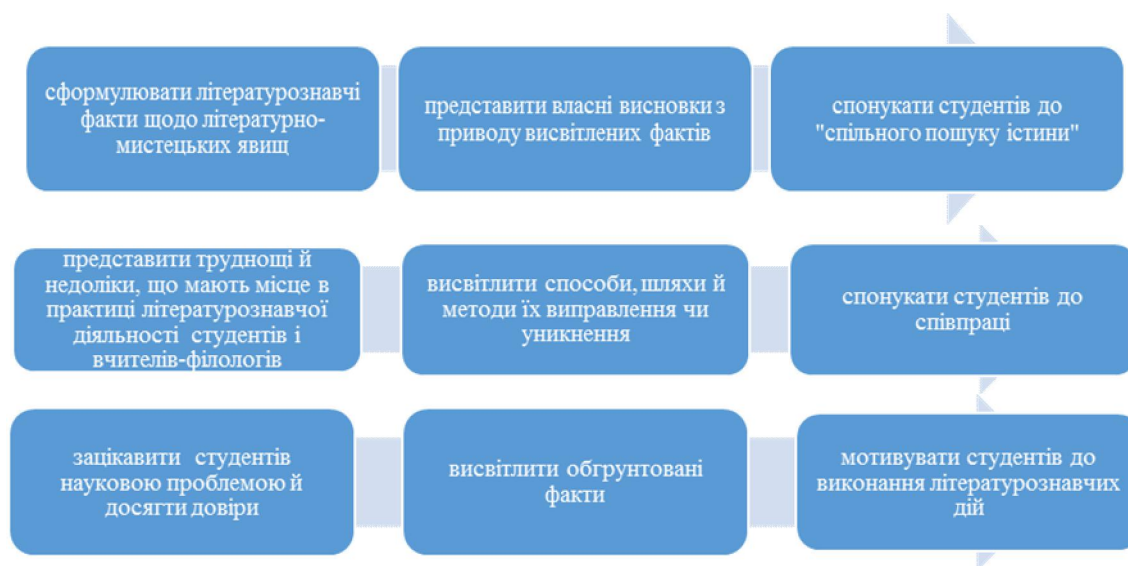 сформулювати літературознавчі
факти щодо літературно-
мистецьких явищ
представити власні висновки з
приводу висвітлених фактів
спонукати студентів до
"спільного пошуку істини"
представити труднощі й
недоліки, що мають місце в
практиці літературознавчої
діяльності студентів і
вчителів-філологів
висвітлити способи, шляхи й
методи їх виправлення чи
уникнення
спонукати студентів до
співпраці
зацікавити студентів
науковою проблемою й
досягти довіри
висвітлити обгрунтовані
факти
мотивувати студентів до
виконання літературознавчих
дій